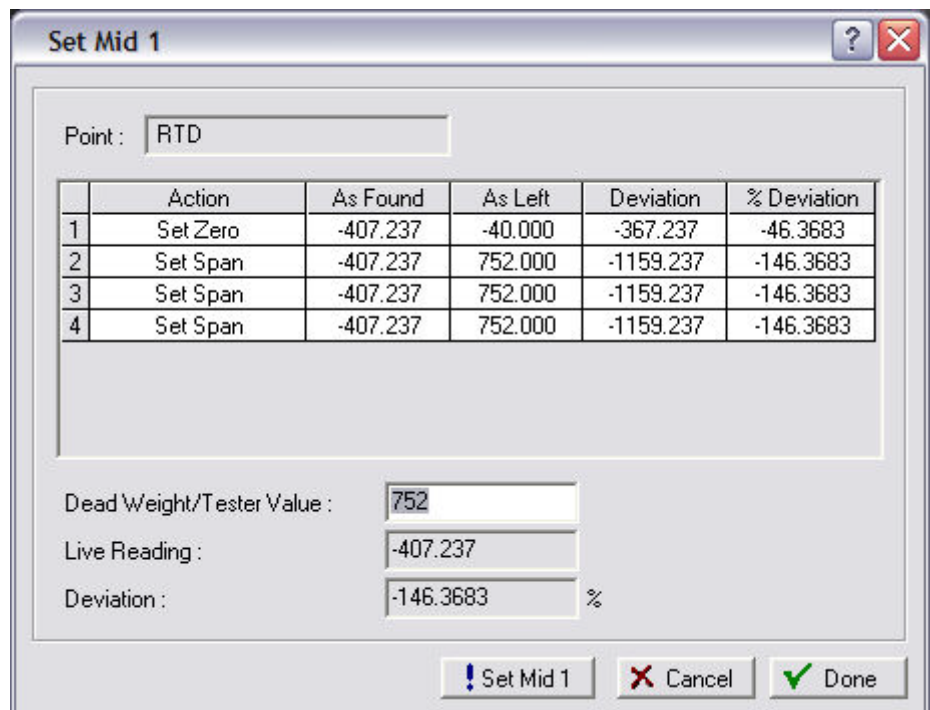 Set Mid 1
Point : RTD
Action As Found As Left Deviation % Deviation
1 Set Zero -407.237 -40.000 -367.237 -46.3683
2 Set Span -407.237 752.000 -1159.237 -146.3683
3 Set Span -407.237 752.000 -1159.237 -146.3683
4 Set Span -407.237 752.000 -1159.237 -146.3683
Dead Weight/Tester Value : 752
Live Reading : -407.237
Deviation : -146.3683 %
! Set Mid 1 Cancel Done